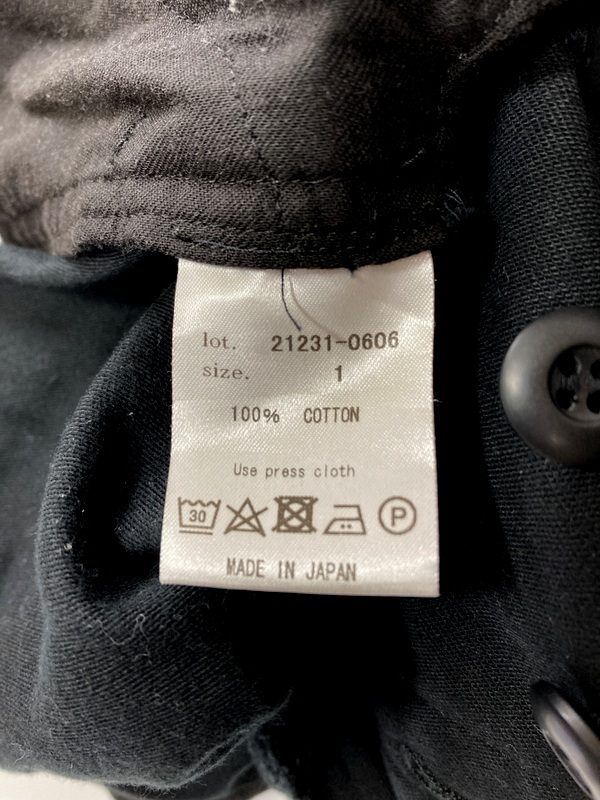 lot. 21231-0606
size. 1
100% COTTON
Use press cloth
30 P
MADE IN JAPAN